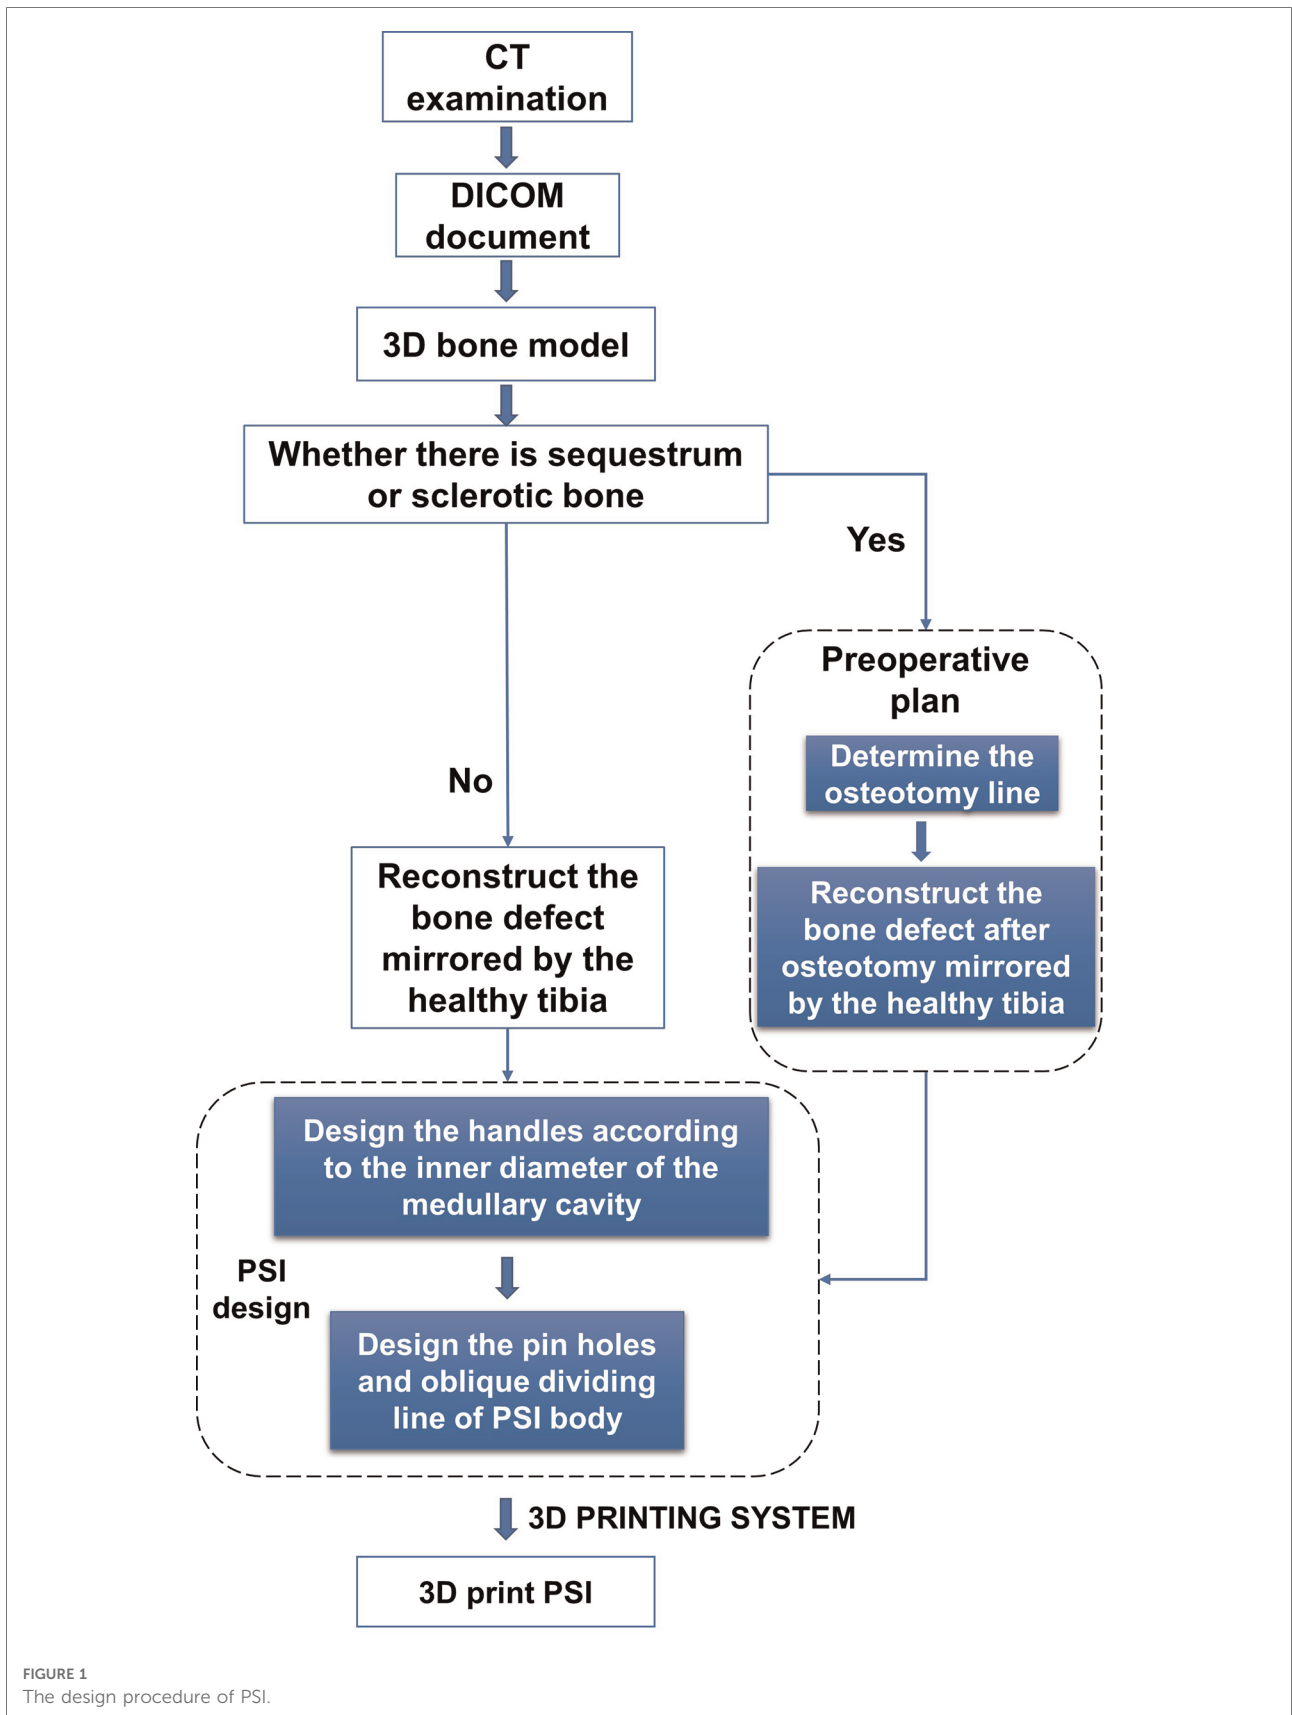 CT
examination
DICOM
document
3D bone model
Whether there is sequestrum
or sclerotic bone
Yes
Preoperative
plan
Determine the
osteotomy line
Reconstruct the
bone defect after
osteotomy mirrored
by the healthy tibia
No
Reconstruct the
bone defect
mirrored by the
healthy tibia
Design the handles according
to the inner diameter of the
medullary cavity
PSI
design
Design the pin holes
and oblique dividing
line of PSI body
3D PRINTING SYSTEM
3D print PSI
FIGURE 1
The design procedure of PSI.